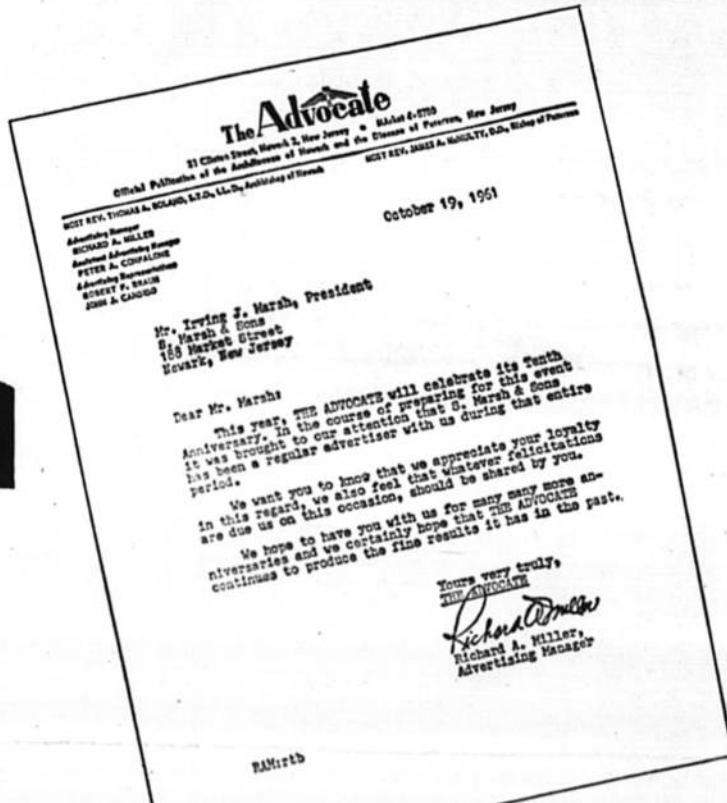 The Advocate
31 Clinton Street, Newark 2, New Jersey • MArket 4-0700
Official Publication of the Archdiocese of Newark and the Diocese of Paterson, New Jersey
MOST REV. THOMAS A. BOLAND, S.T.D., LL.D., Archbishop of Newark
MOST REV. JAMES A. McNULTY, D.D., Bishop of Paterson
Advertising Manager
RICHARD A. MILLER
Assistant Advertising Manager
PETER A. CONFALONE
Advertising Representatives
ROBERT F.
JOHN J. CANDIDO
October 19, 1961
Mr. Irving J. Marsh, President
S. Marsh & Sons
188 Market Street
Newark, New Jersey
Dear Mr. Marsh:
This year, THE ADVOCATE will celebrate its Tenth
Anniversary. In the course of preparing for this event
it was brought to our attention that S. Marsh & Sons
has been a regular advertiser with us during that entire
period.
We want you to know that we appreciate your loyalty
in this regard, we also feel that whatever felicitations
are due us on this occasion, should be shared by you.
We hope to have you with us for many many more an-
niversaries and we certainly hope that THE ADVOCATE
continues to produce the fine results it has in the past.
Yours very truly,
THE ADVOCATE
Richard A Miller
Richard A. Miller,
Advertising Manager
RAM:rtb